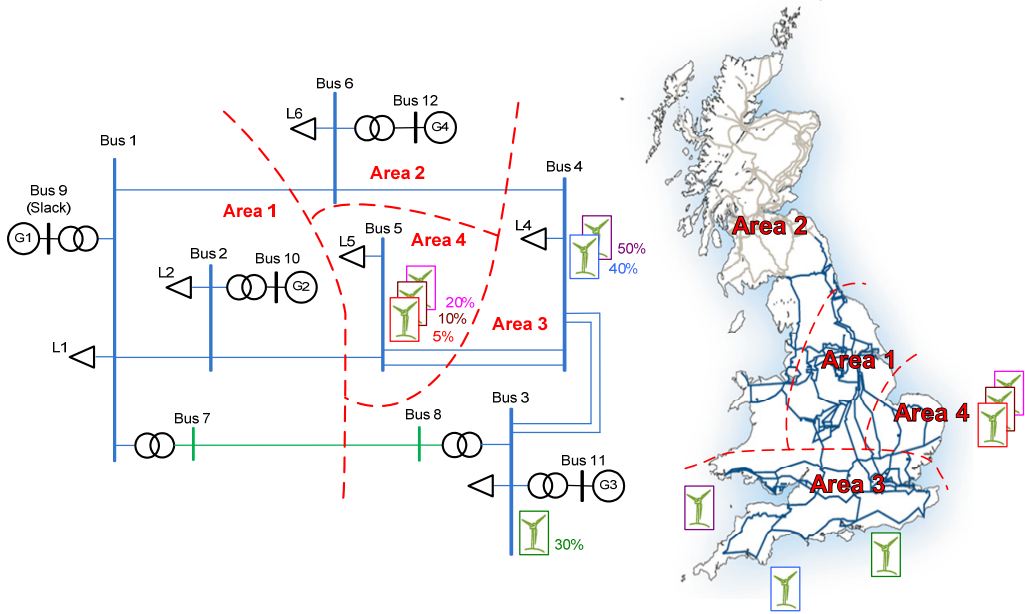 Bus 6
L6
Bus 12
G4
Bus 1
Area 2
Bus 4
Bus 9
(Slack)
G1
Area 1
Bus 5
L5
Area 4
L4
50%
40%
Bus 2
L2
Bus 10
G2
20%
10%
5%
Area 3
L1
Bus 7
Bus 8
Bus 3
Bus 11
G3
30%
Area 2
Area 1
Area 4
Area 3